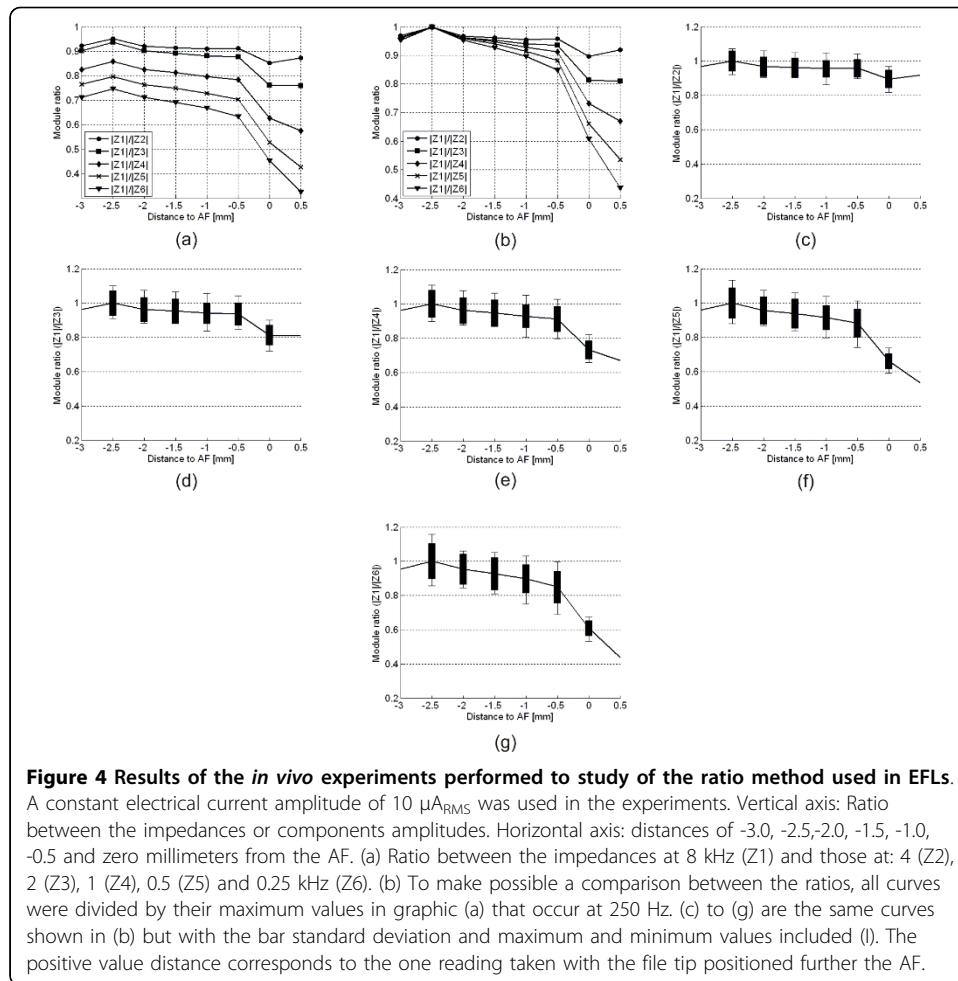 1
0.9
0.8
0.7
0.6
0.5
0.4
Module ratio
|Z1|/|Z2|
|Z1|/|Z3|
|Z1|/|Z4|
|Z1|/|Z5|
|Z1|/|Z6|
-3 -2.5 -2 -1.5 -1 -0.5 0 0.5
Distance to AF [mm]
(a)
1
0.9
0.8
0.7
0.6
0.5
0.4
Module ratio
|Z1|/|Z2|
|Z1|/|Z3|
|Z1|/|Z4|
|Z1|/|Z5|
|Z1|/|Z6|
-3 -2.5 -2 -1.5 -1 -0.5 0 0.5
Distance to AF [mm]
(b)
1.2
1
0.8
0.6
0.4
0.2
Module ratio (|Z1|/|Z2|)
-3 -2.5 -2 -1.5 -1 -0.5 0 0.5
Distance to AF [mm]
(c)
1.2
1
0.8
0.6
0.4
0.2
Module ratio (|Z1|/|Z3|)
-3 -2.5 -2 -1.5 -1 -0.5 0 0.5
Distance to AF [mm]
(d)
1.2
1
0.8
0.6
0.4
0.2
Module ratio (|Z1|/|Z4|)
-3 -2.5 -2 -1.5 -1 -0.5 0 0.5
Distance to AF [mm]
(e)
1.2
1
0.8
0.6
0.4
0.2
Module ratio (|Z1|/|Z5|)
-3 -2.5 -2 -1.5 -1 -0.5 0 0.5
Distance to AF [mm]
(f)
1.2
1
0.8
0.6
0.4
0.2
Module ratio (|Z1|/|Z6|)
-3 -2.5 -2 -1.5 -1 -0.5 0 0.5
Distance to AF [mm]
(g)
Figure 4 Results of the in vivo experiments performed to study of the ratio method used in EFLs.
A constant electrical current amplitude of 10 μARMS was used in the experiments. Vertical axis: Ratio
between the impedances or components amplitudes. Horizontal axis: distances of -3.0, -2.5,-2.0, -1.5, -1.0,
-0.5 and zero millimeters from the AF. (a) Ratio between the impedances at 8 kHz (Z1) and those at: 4 (Z2),
2 (Z3), 1 (Z4), 0.5 (Z5) and 0.25 kHz (Z6). (b) To make possible a comparison between the ratios, all curves
were divided by their maximum values in graphic (a) that occur at 250 Hz. (c) to (g) are the same curves
shown in (b) but with the bar standard deviation and maximum and minimum values included (I). The
positive value distance corresponds to the one reading taken with the file tip positioned further the AF.